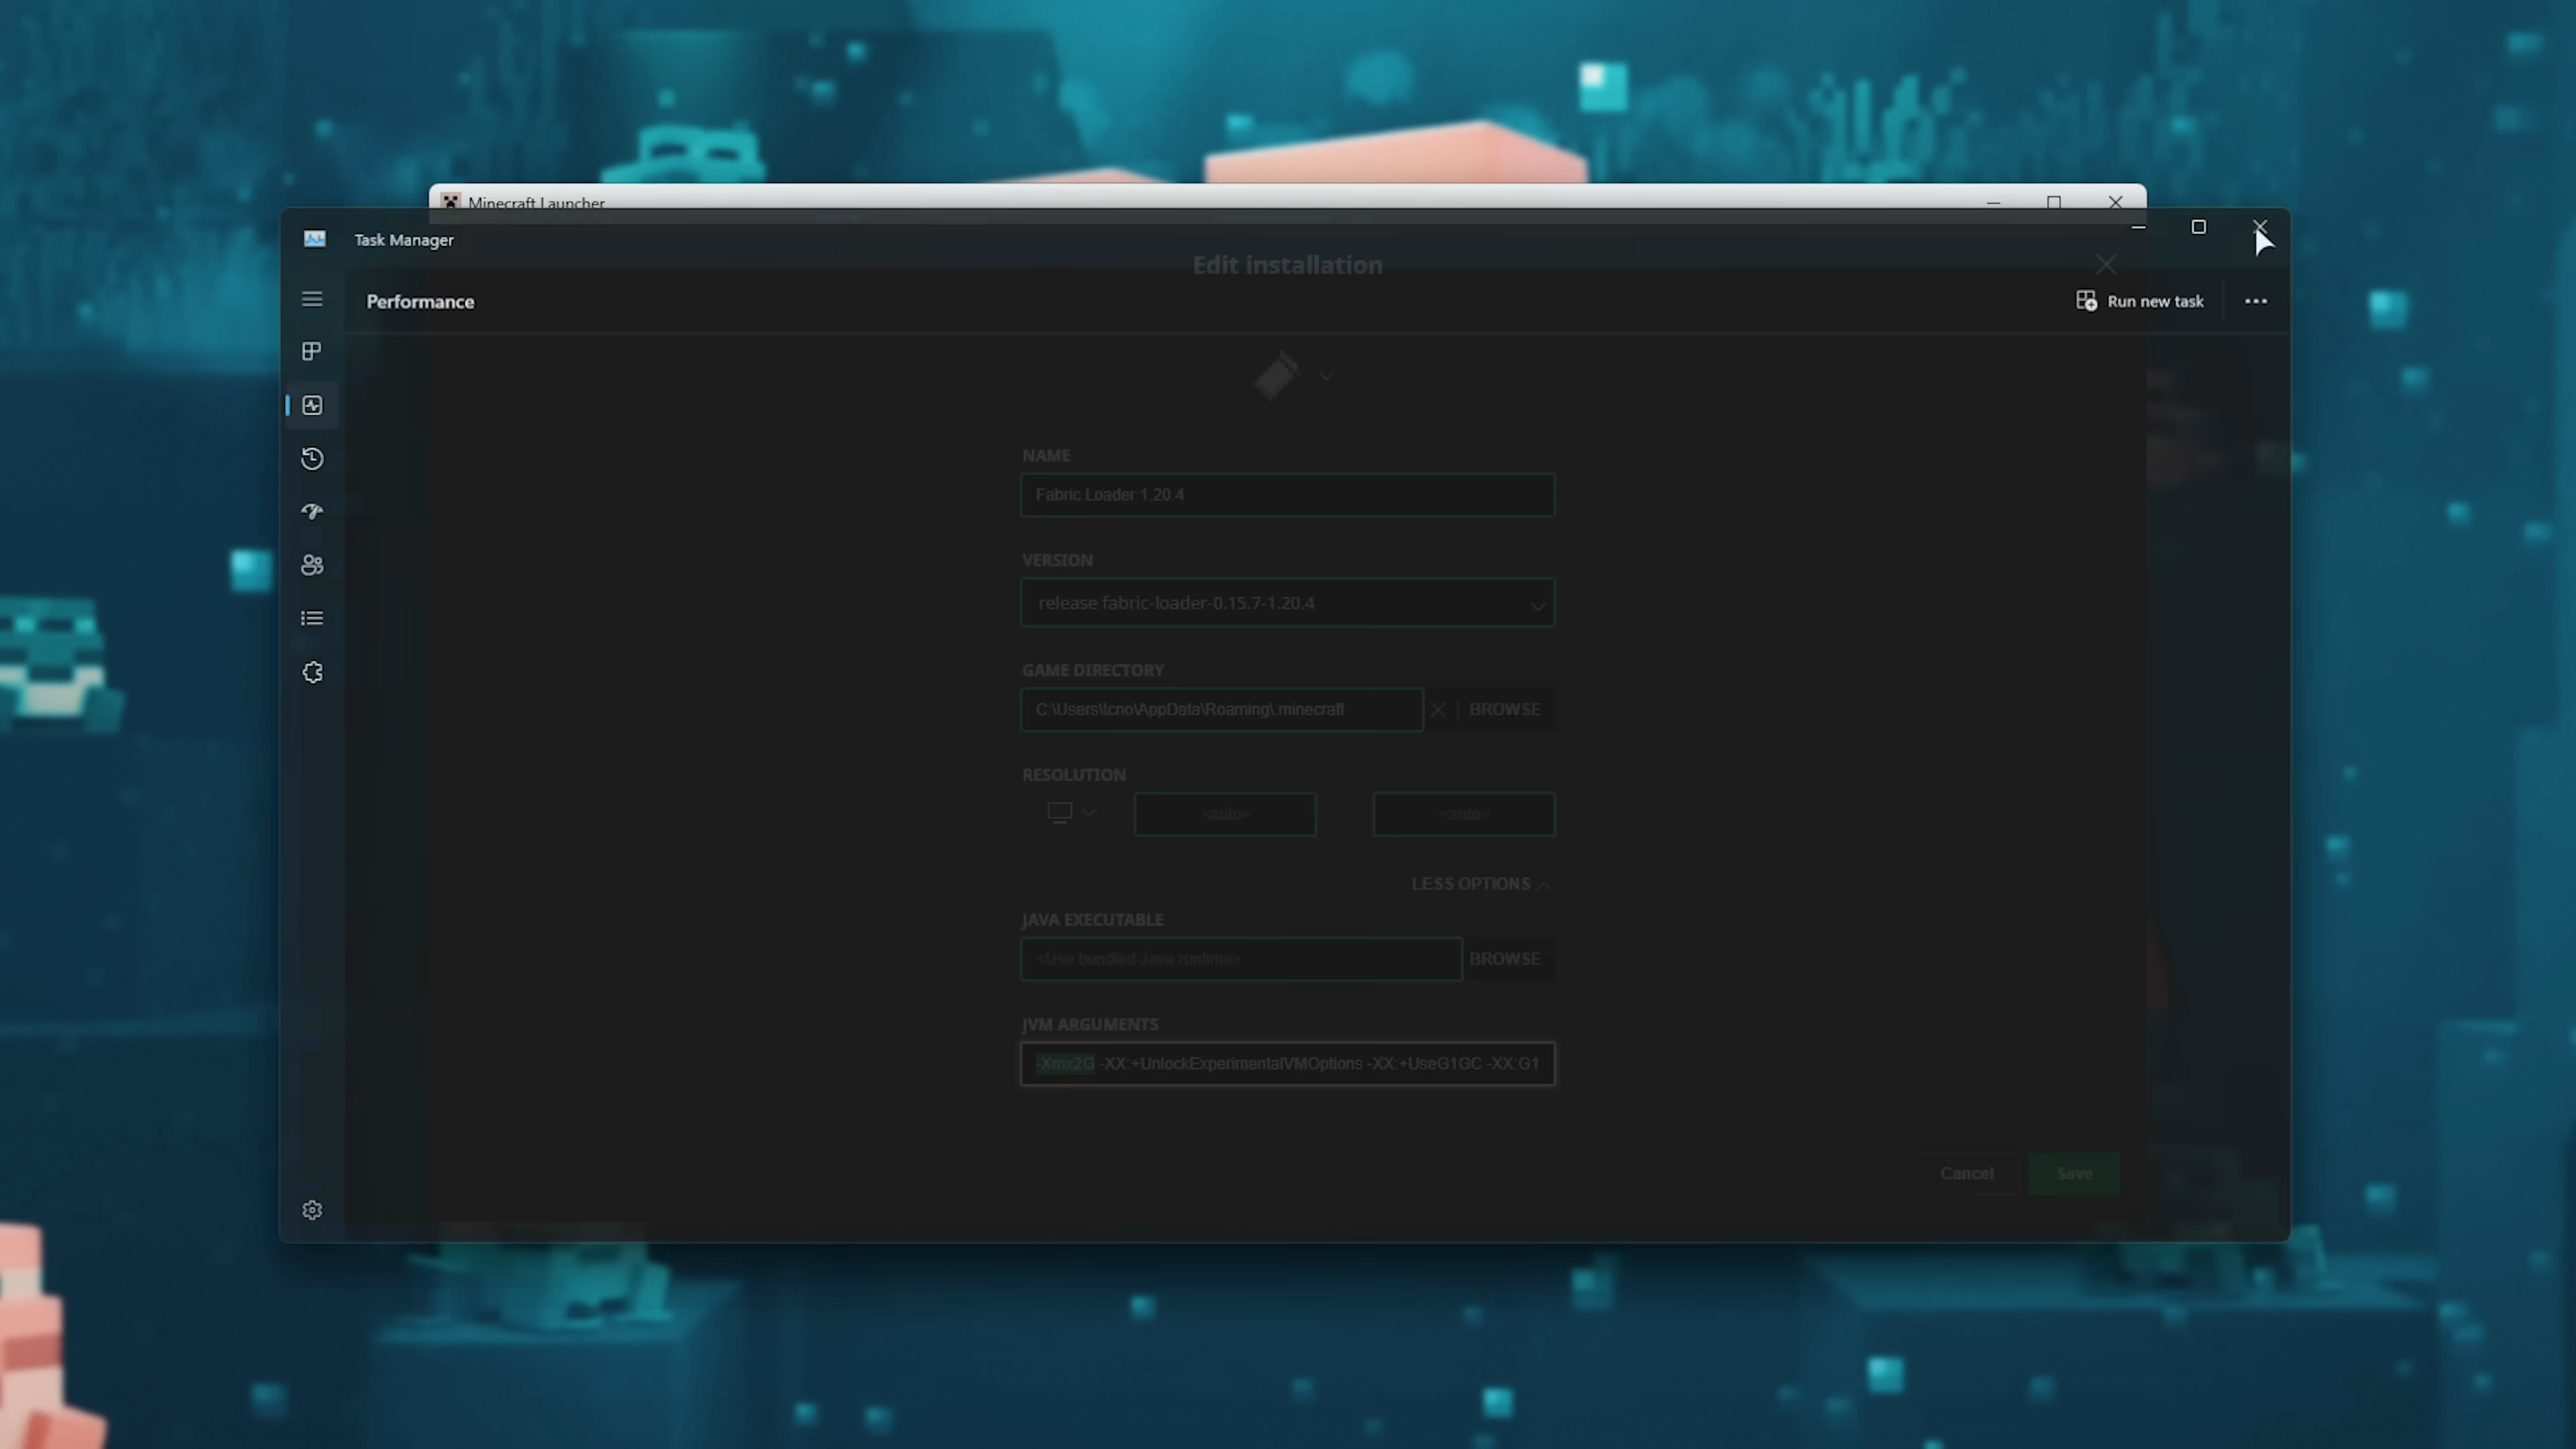 Minecraft Launcher
Task Manager
Edit installation
Performance
Run new task
NAME
Fabric Loader 1.20.4
VERSION
release fabric-loader-0.15.7-1.20.4
GAME DIRECTORY
C:\Users\tcno\AppData\Roaming\.minecraft
BROWSE
RESOLUTION
<auto>
<auto>
LESS OPTIONS
JAVA EXECUTABLE
<Use bundled Java runtime>
BROWSE
JVM ARGUMENTS
-Xmx2G -XX:+UnlockExperimentalVMOptions -XX:+UseG1GC -XX:G1
Cancel
Save